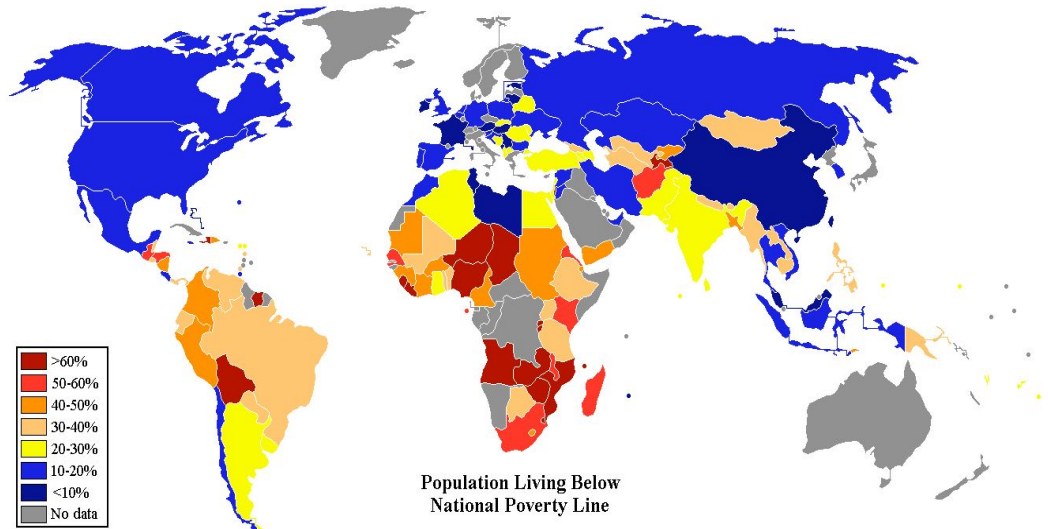 >60%
50-60%
40-50%
30-40%
20-30%
10-20%
<10%
No data
Population Living Below
National Poverty Line